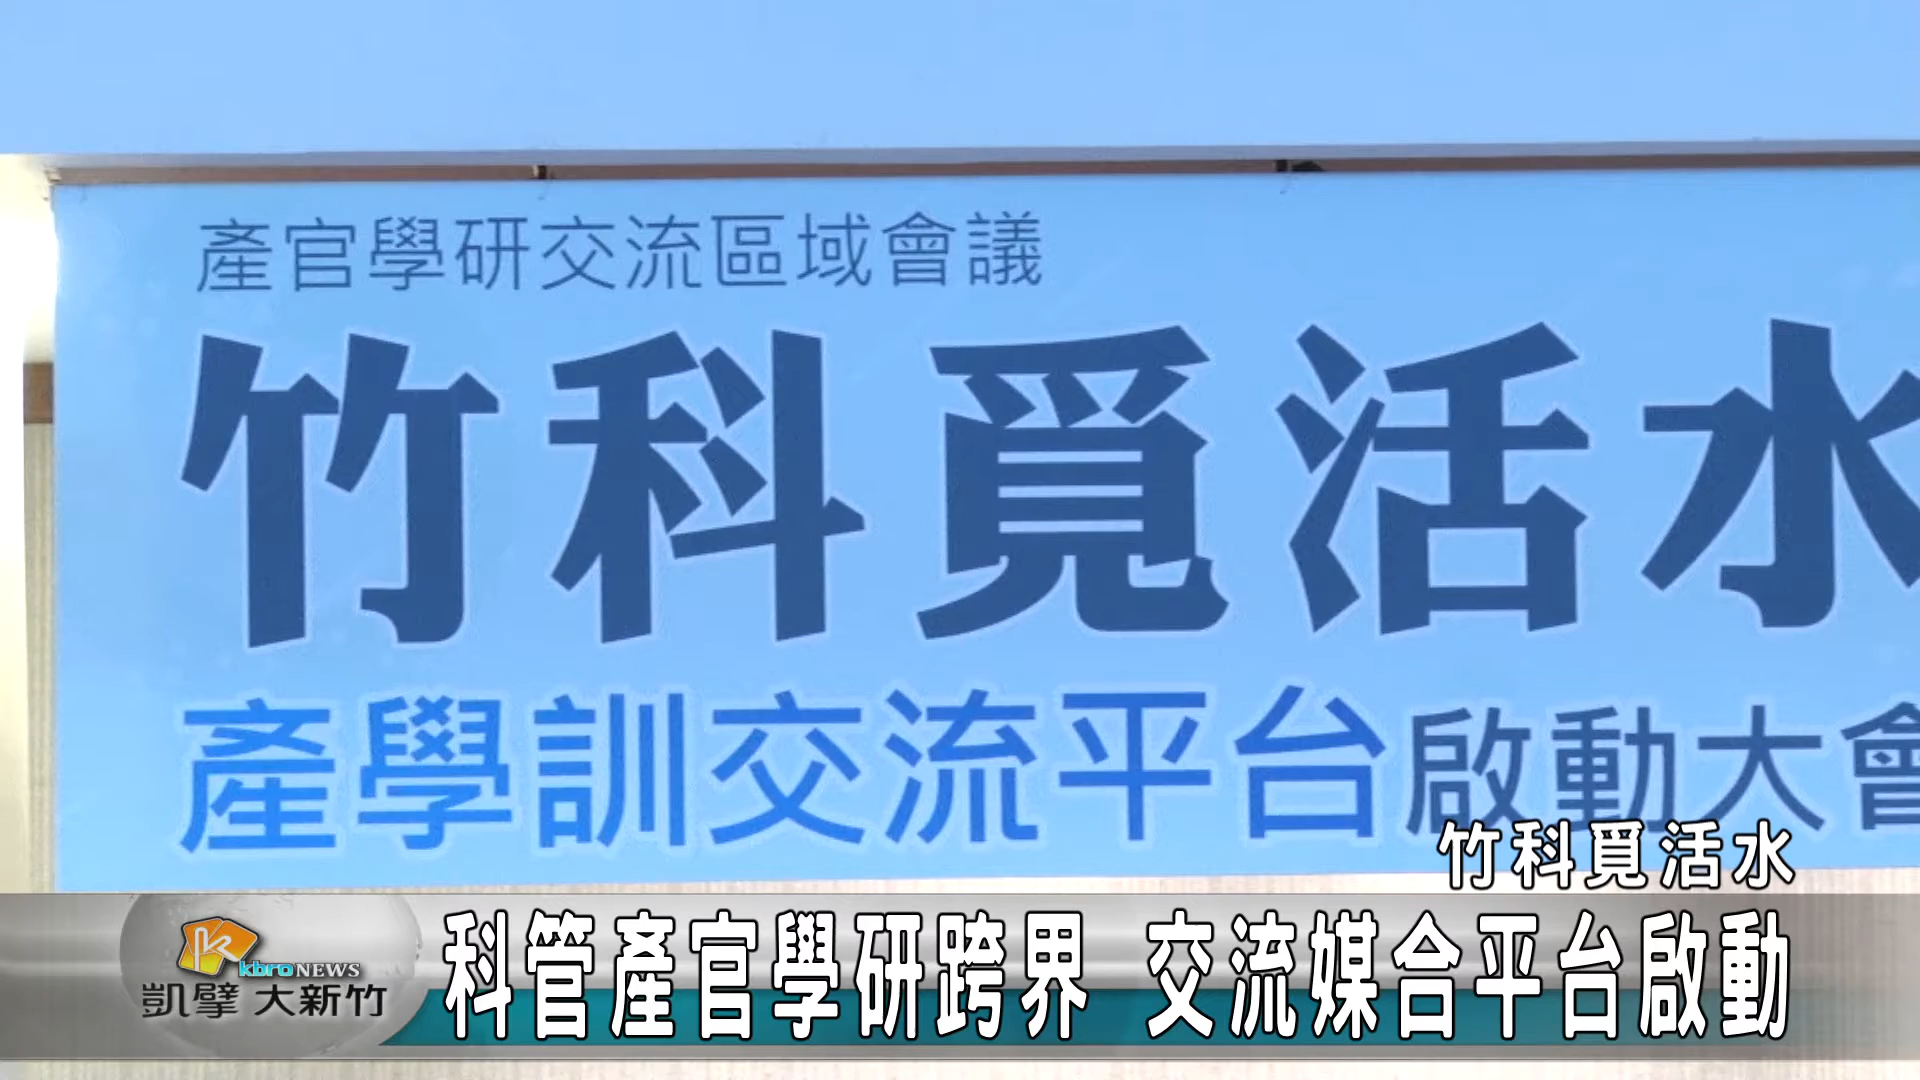 產官學研交流區域會議
竹科覓活水
產學訓交流平台啟動大會
竹科覓活水
科管產官學研跨界 交流媒合平台啟動
kbro NEWS
凱擘 大新竹